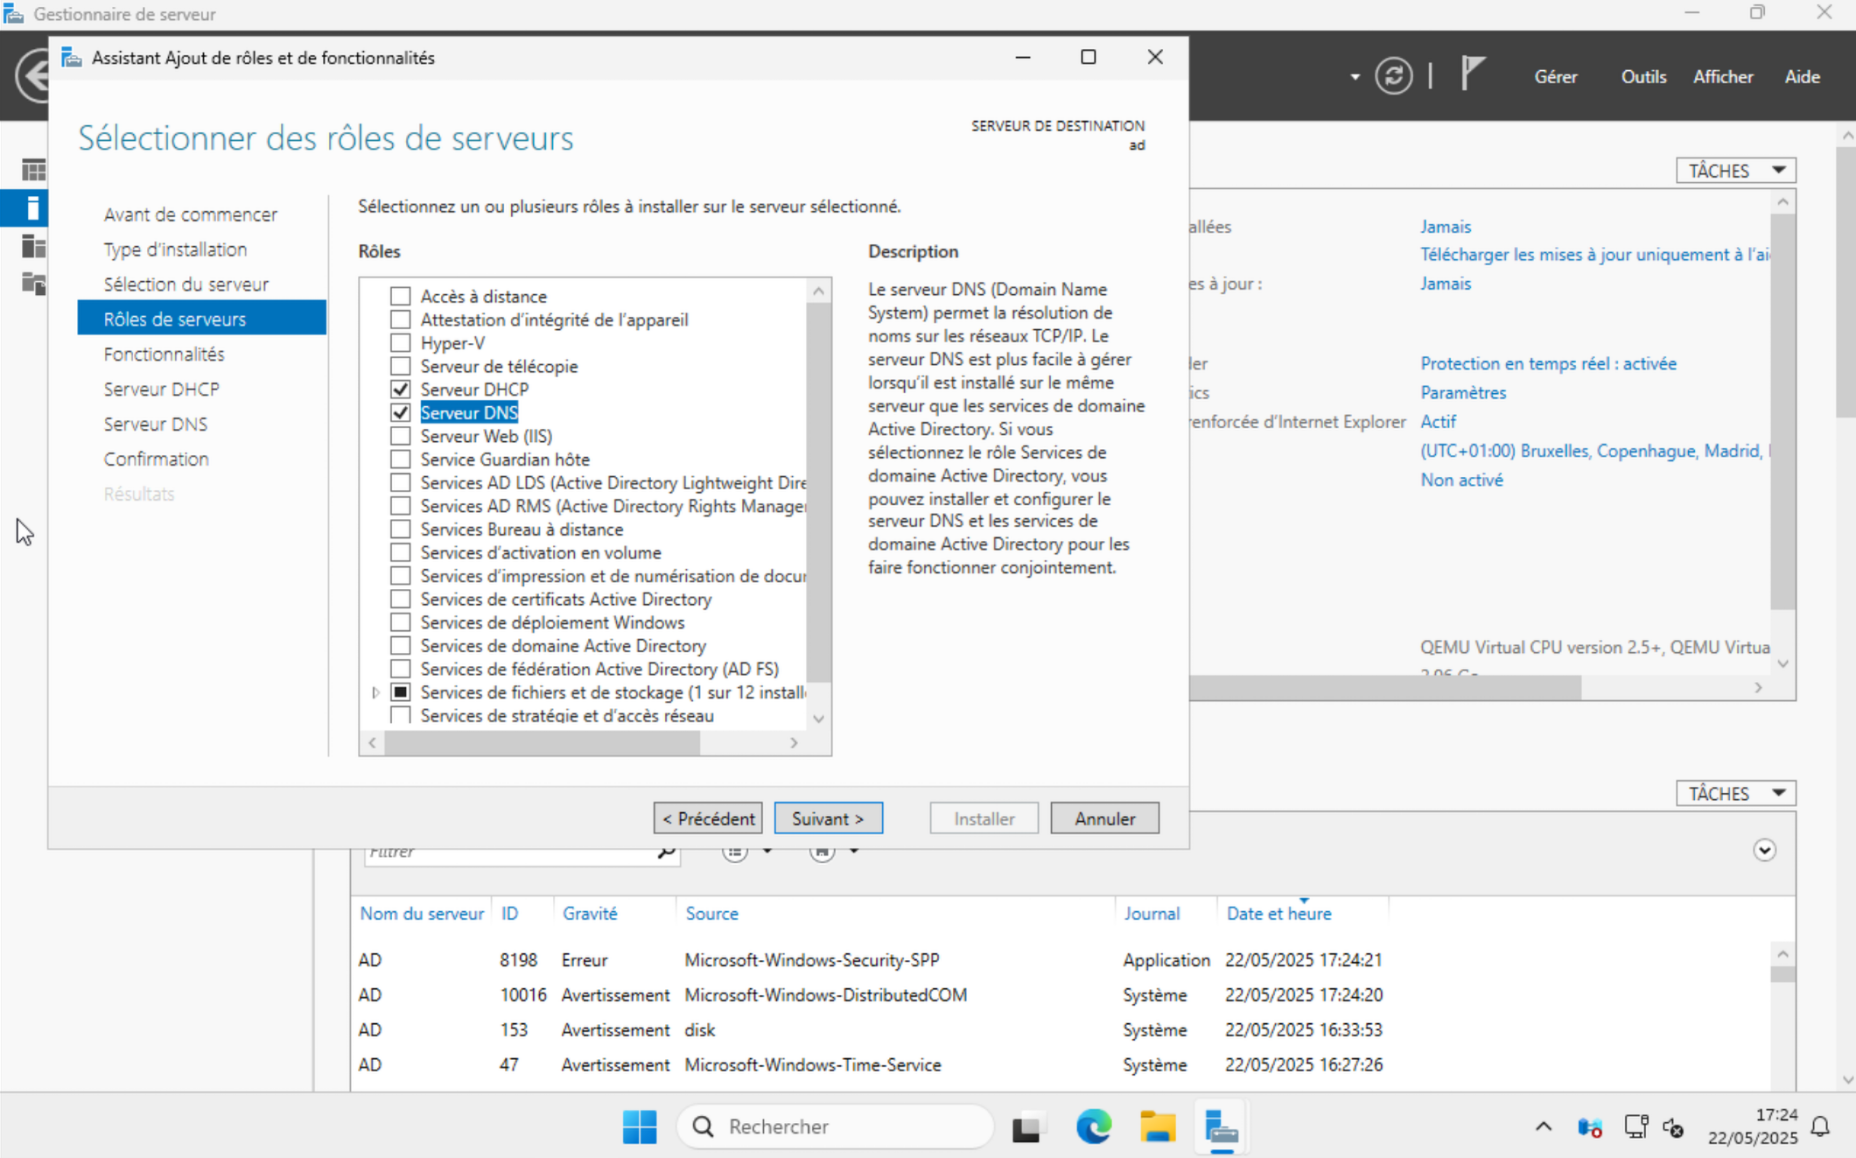 Gestionnaire de serveur
Assistant Ajout de rôles et de fonctionnalités
Gérer
Outils
Afficher
Aide
Sélectionner des rôles de serveurs
SERVEUR DE DESTINATION
ad
Avant de commencer
Type d'installation
Sélection du serveur
Rôles de serveurs
Fonctionnalités
Serveur DHCP
Serveur DNS
Confirmation
Résultats
Sélectionnez un ou plusieurs rôles à installer sur le serveur sélectionné.
Rôles
Accès à distance
Attestation d'intégrité de l'appareil
Hyper-V
Serveur de télécopie
Serveur DHCP
Serveur DNS
Serveur Web (IIS)
Service Guardian hôte
Services AD LDS (Active Directory Lightweight Dire
Services AD RMS (Active Directory Rights Manage
Services Bureau à distance
Services d'activation en volume
Services d'impression et de numérisation de docu
Services de certificats Active Directory
Services de déploiement Windows
Services de domaine Active Directory
Services de fédération Active Directory (AD FS)
Services de fichiers et de stockage (1 sur 12 install
Services de stratégie et d'accès réseau
Description
Le serveur DNS (Domain Name
System) permet la résolution de
noms sur les réseaux TCP/IP. Le
serveur DNS est plus facile à gérer
lorsqu'il est installé sur le même
serveur que les services de domaine
Active Directory. Si vous
sélectionnez le rôle Services de
domaine Active Directory, vous
pouvez installer et configurer le
serveur DNS et les services de
domaine Active Directory pour les
faire fonctionner conjointement.
< Précédent
Suivant >
Installer
Annuler
TÂCHES
allées
Jamais
Télécharger les mises à jour uniquement à l'ai
es à jour :
Jamais
der
Protection en temps réel : activée
tics
Paramètres
renforcée d'Internet Explorer
Actif
(UTC+01:00) Bruxelles, Copenhague, Madrid,
Non activé
QEMU Virtual CPU version 2.5+, QEMU Virtua
TÂCHES
Filtrer
Nom du serveur ID Gravité Source Journal Date et heure
AD 8198 Erreur Microsoft-Windows-Security-SPP Application 22/05/2025 17:24:21
AD 10016 Avertissement Microsoft-Windows-DistributedCOM Système 22/05/2025 17:24:20
AD 153 Avertissement disk Système 22/05/2025 16:33:53
AD 47 Avertissement Microsoft-Windows-Time-Service Système 22/05/2025 16:27:26
Rechercher
17:24
22/05/2025